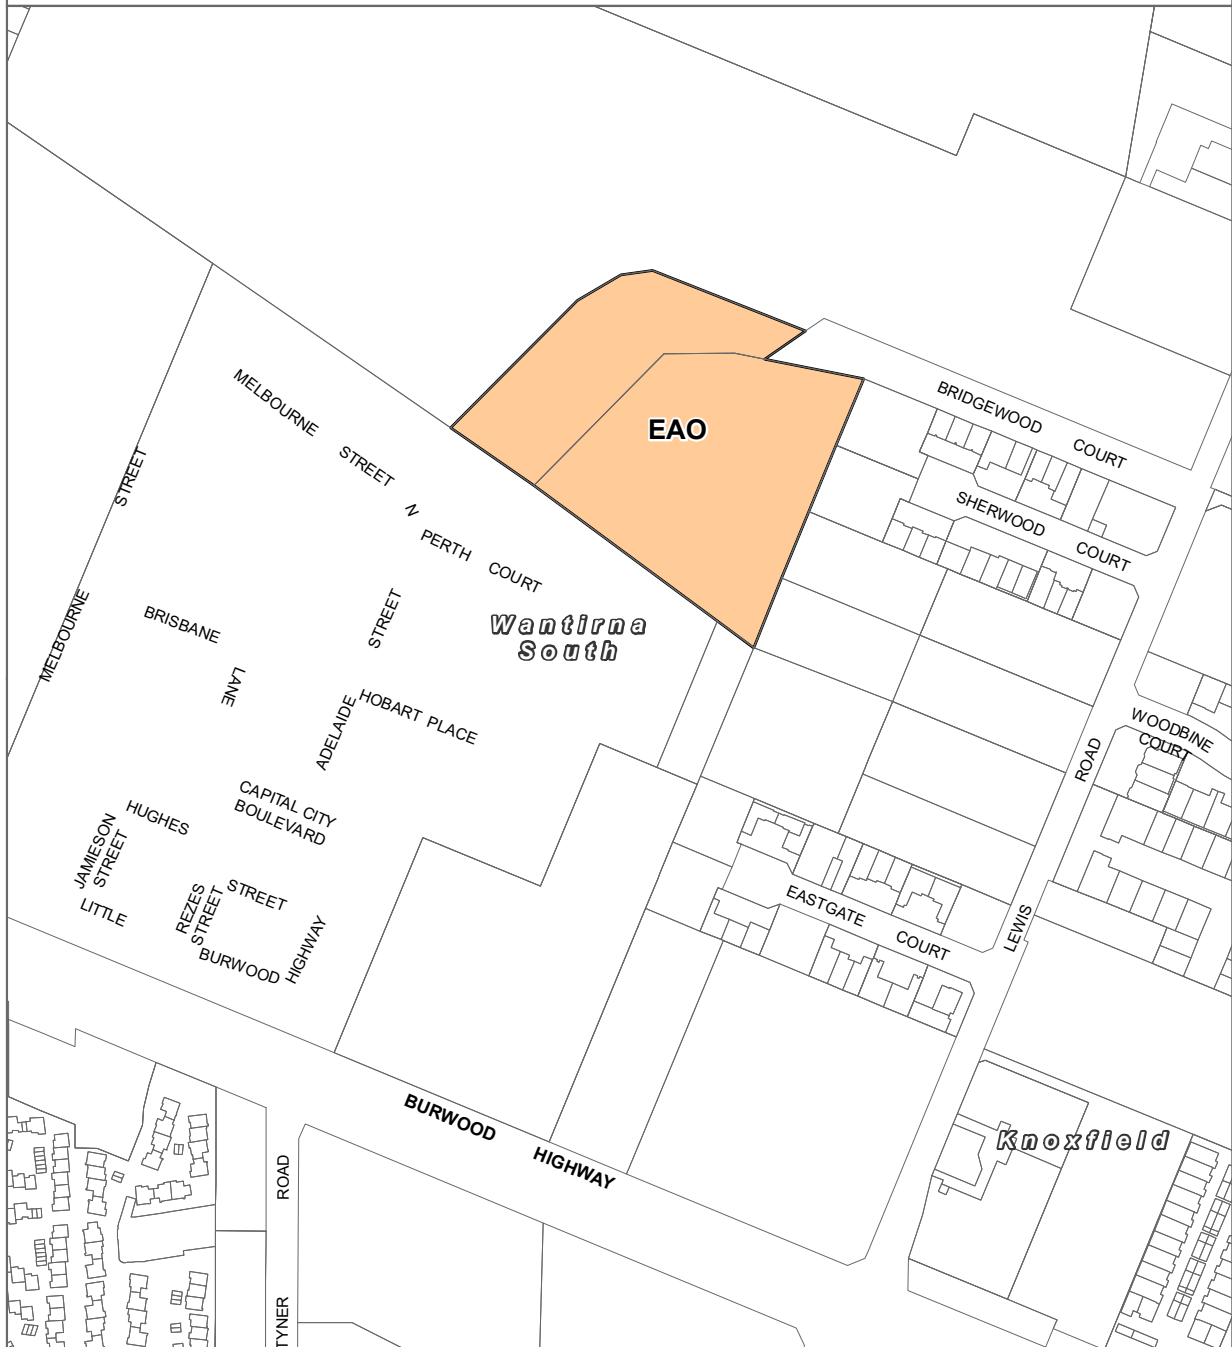 EAO
BRIDGEWOOD COURT
MELBOURNE STREET N
STREET
SHERWOOD COURT
PERTH COURT
MELBOURNE
BRISBANE
STREET
Wantirna
South
LANE
ADELAIDE
HOBART PLACE
WOODBINE
COURT
ROAD
CAPITAL CITY
BOULEVARD
HUGHES
JAMIESON
STREET
LITTLE
REZES
STREET
STREET
EASTGATE COURT
LEWIS
BURWOOD
HIGHWAY
BURWOOD HIGHWAY
Knoxfield
ROAD
TYNER